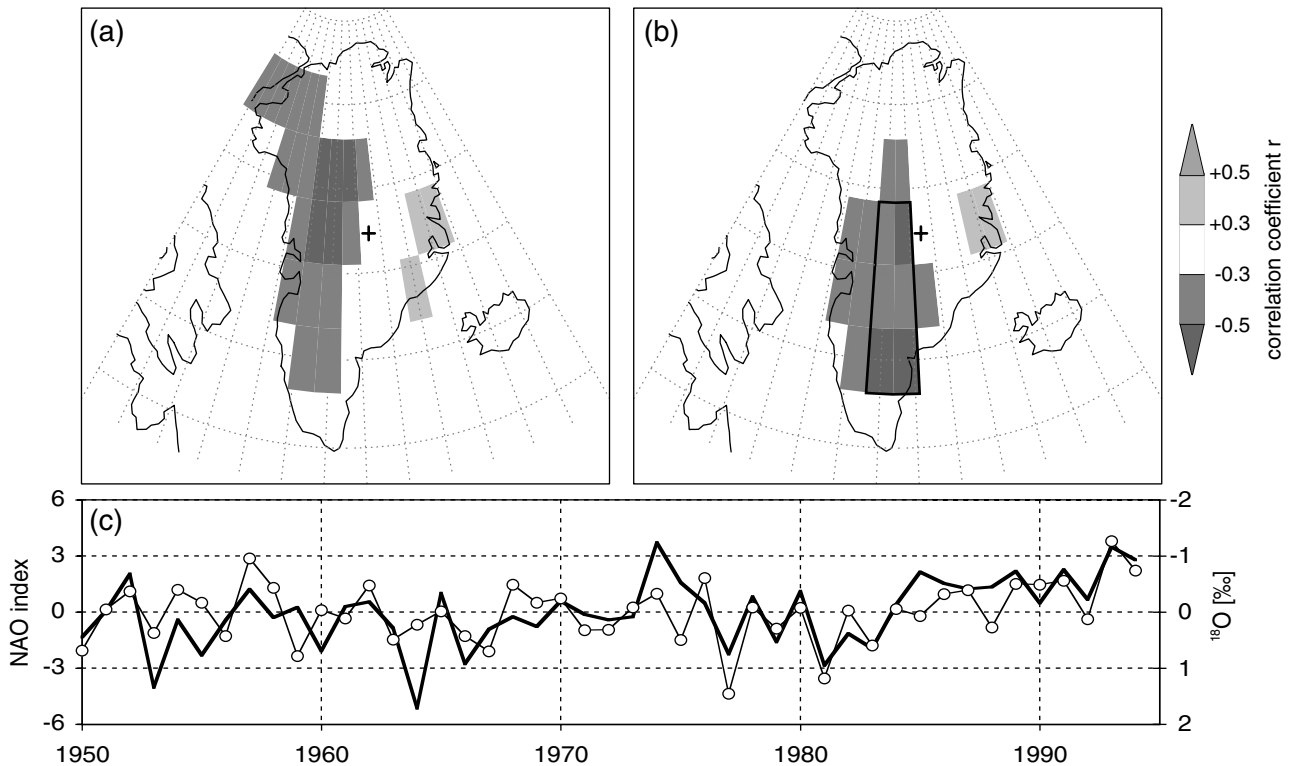 (a)
(b)
+0.5
+0.3
-0.3
-0.5
correlation coefficient r
(c)
NAO index
6
3
0
-3
-6
-2
-1
0
1
2
¹⁸O [‰]
1950 1960 1970 1980 1990